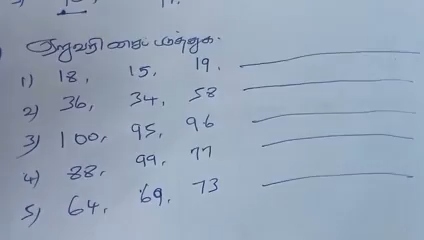 1) 18, 15, 19.
2) 36, 34, 58
3) 100, 95, 96
4) 88, 99, 77
5) 64, 69, 73